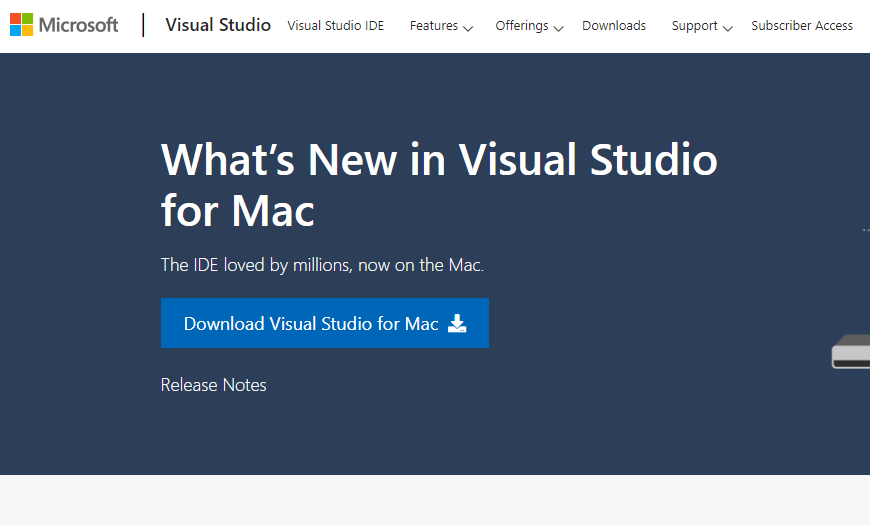 Microsoft | Visual Studio Visual Studio IDE Features Offerings Downloads Support Subscriber Access
What's New in Visual Studio
for Mac
The IDE loved by millions, now on the Mac.
Download Visual Studio for Mac
Release Notes